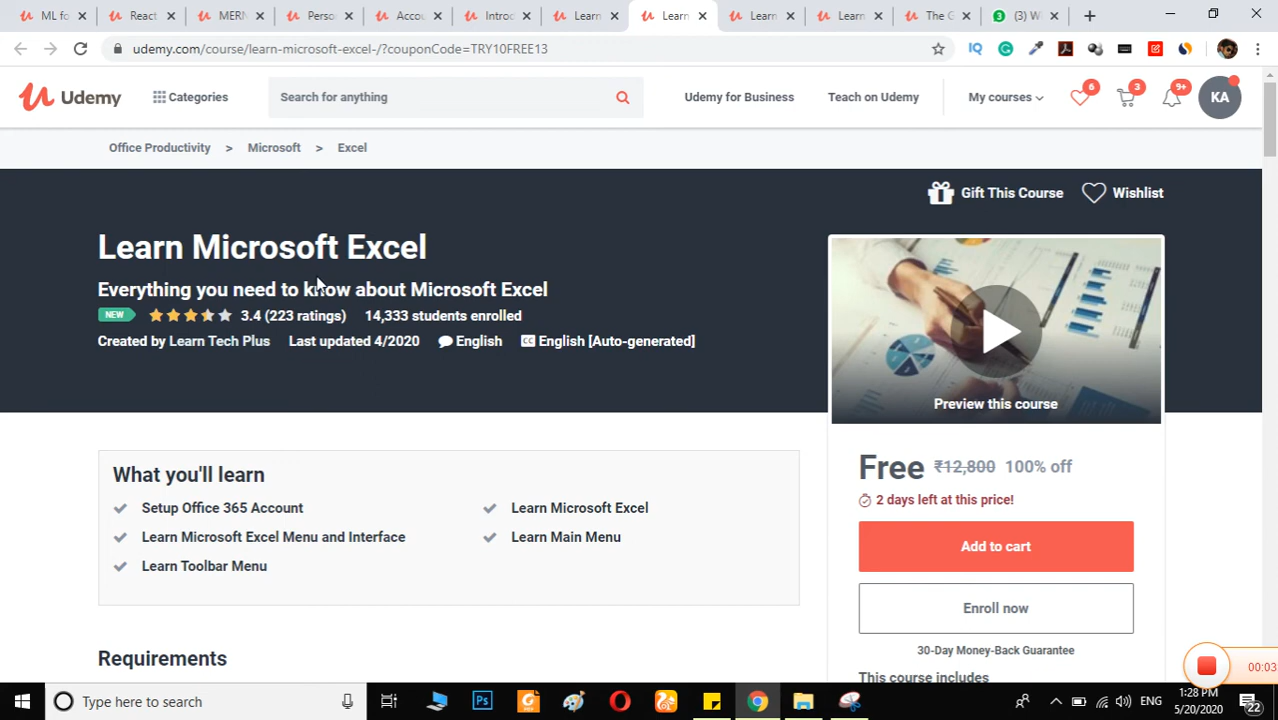 ML fo
React
MERN
Perso
Accou
Introc
Learn
Learn
Learn
Learn
The G
(3) W
udemy.com/course/learn-microsoft-excel-/?couponCode=TRY10FREE13
Udemy
Categories
Search for anything
Udemy for Business
Teach on Udemy
My courses
6
3
9+
KA
Office Productivity > Microsoft > Excel
Gift This Course
Wishlist
Learn Microsoft Excel
Everything you need to know about Microsoft Excel
NEW 3.4 (223 ratings) 14,333 students enrolled
Created by Learn Tech Plus Last updated 4/2020 English CC English [Auto-generated]
Preview this course
What you'll learn
Setup Office 365 Account
Learn Microsoft Excel
Learn Microsoft Excel Menu and Interface
Learn Main Menu
Learn Toolbar Menu
Free ₹12,800 100% off
2 days left at this price!
Add to cart
Enroll now
30-Day Money-Back Guarantee
This course includes
Requirements
00:03
Type here to search
Ps
ENG
1:28 PM
5/20/2020
22